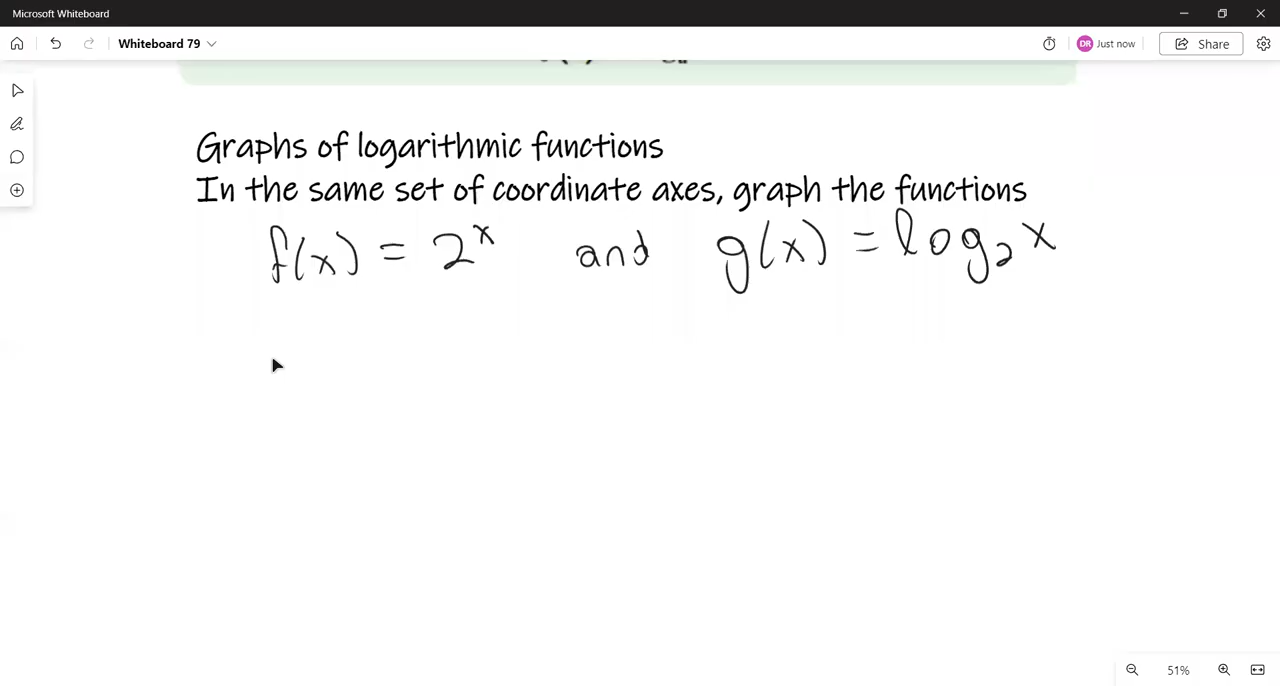 Microsoft Whiteboard
Whiteboard 79
DR Just now
Share
Graphs of logarithmic functions
In the same set of coordinate axes, graph the functions
f(x) = 2^x and g(x) = log₂ x
51%